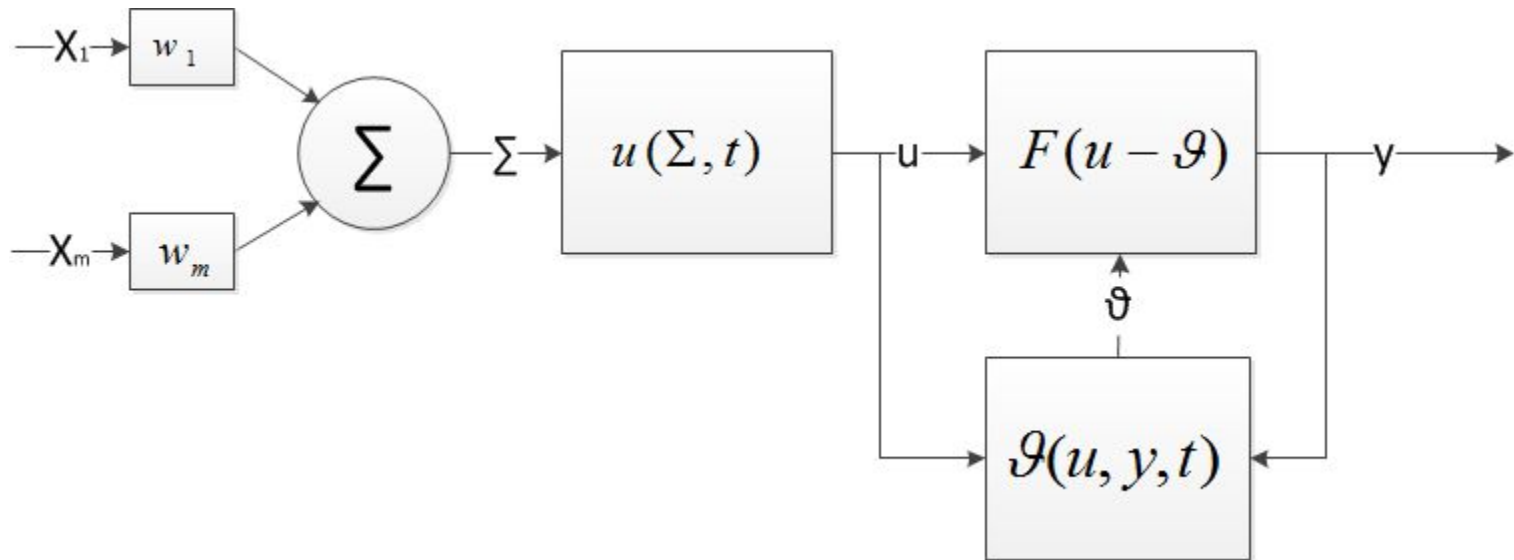 X₁
w₁
∑
∑
u(Σ, t)
u
F(u − ϑ)
y
Xₘ
wₘ
ϑ
ϑ(u, y, t)